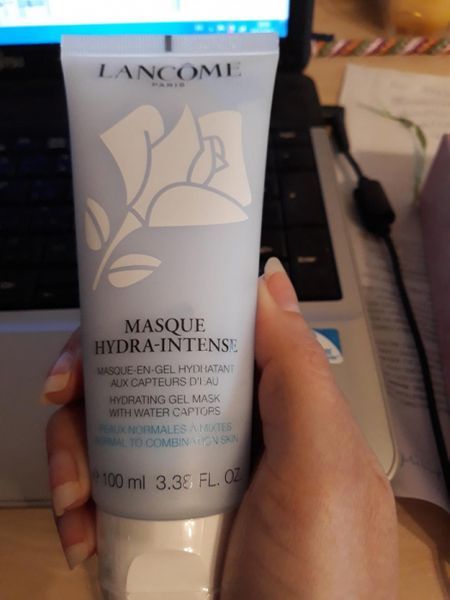 LANCÔME
PARIS
MASQUE
HYDRA-INTENSE
MASQUE-EN-GEL HYDRATANT
AUX CAPTEURS D'EAU
HYDRATING GEL MASK
WITH WATER CAPTORS
PEAUX NORMALES À MIXTES
NORMAL TO COMBINATION SKIN
℮ 100 ml 3.38 FL. OZ